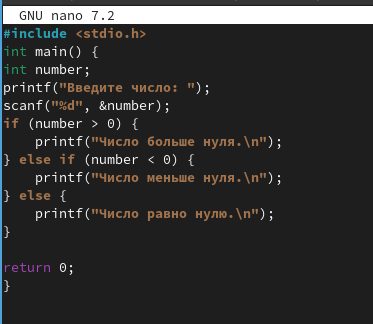 GNU nano 7.2
#include <stdio.h>
int main() {
int number;
printf("Введите число: ");
scanf("%d", &number);
if (number > 0) {
    printf("Число больше нуля.\n");
} else if (number < 0) {
    printf("Число меньше нуля.\n");
} else {
    printf("Число равно нулю.\n");
}
return 0;
}